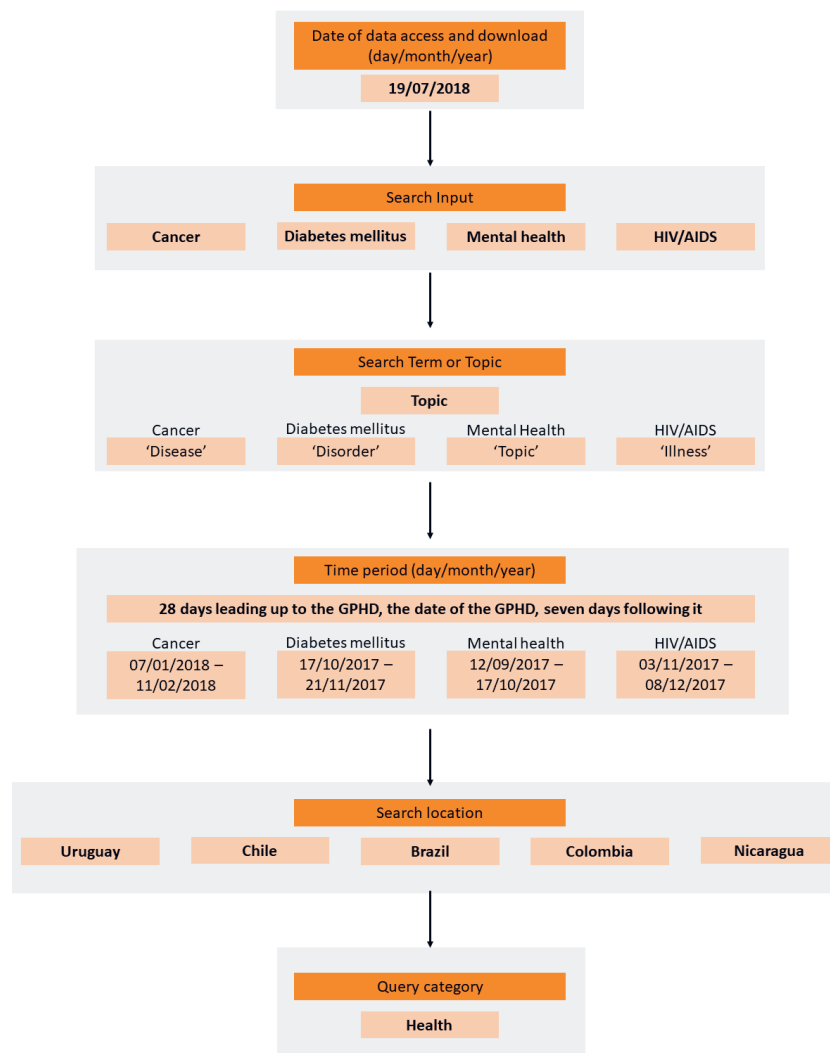 Date of data access and download
(day/month/year)
19/07/2018
Search Input
Cancer
Diabetes mellitus
Mental health
HIV/AIDS
Search Term or Topic
Topic
Cancer
‘Disease’
Diabetes mellitus
‘Disorder’
Mental Health
‘Topic’
HIV/AIDS
‘Illness’
Time period (day/month/year)
28 days leading up to the GPHD, the date of the GPHD, seven days following it
Cancer
07/01/2018 –
11/02/2018
Diabetes mellitus
17/10/2017 –
21/11/2017
Mental health
12/09/2017 –
17/10/2017
HIV/AIDS
03/11/2017 –
08/12/2017
Search location
Uruguay
Chile
Brazil
Colombia
Nicaragua
Query category
Health